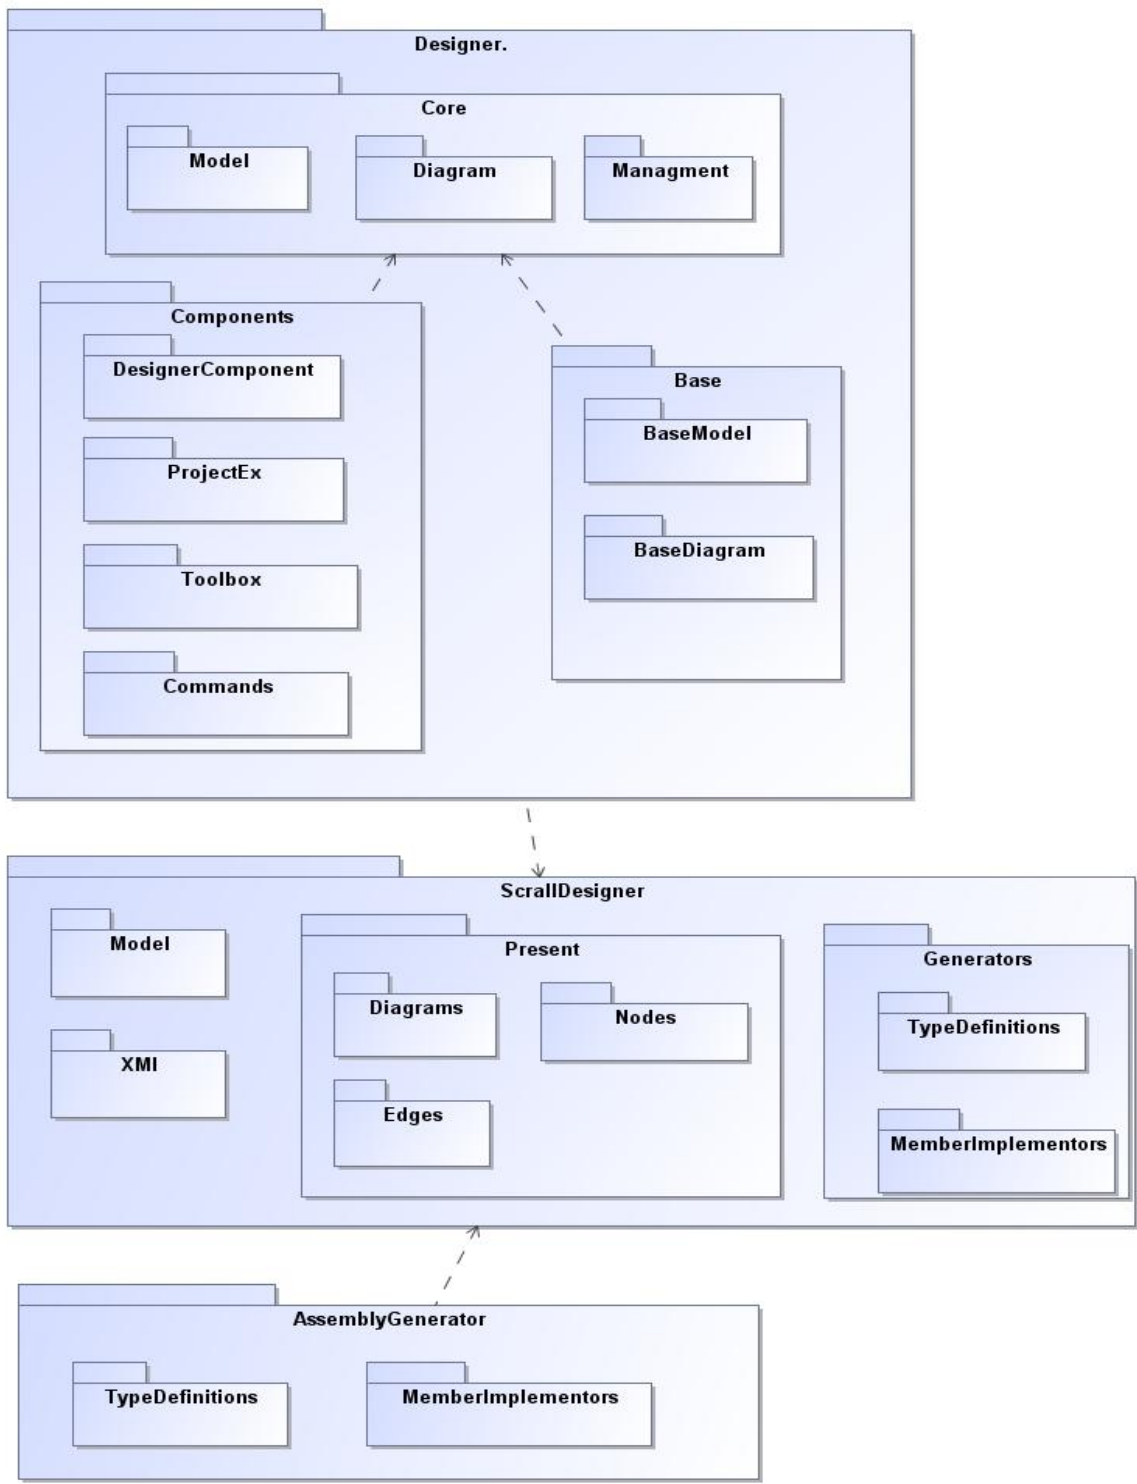 Designer.
Core
Model
Diagram
Managment
Components
DesignerComponent
ProjectEx
Toolbox
Commands
Base
BaseModel
BaseDiagram
ScrallDesigner
Model
XMI
Present
Diagrams
Nodes
Edges
Generators
TypeDefinitions
MemberImplementors
AssemblyGenerator
TypeDefinitions
MemberImplementors